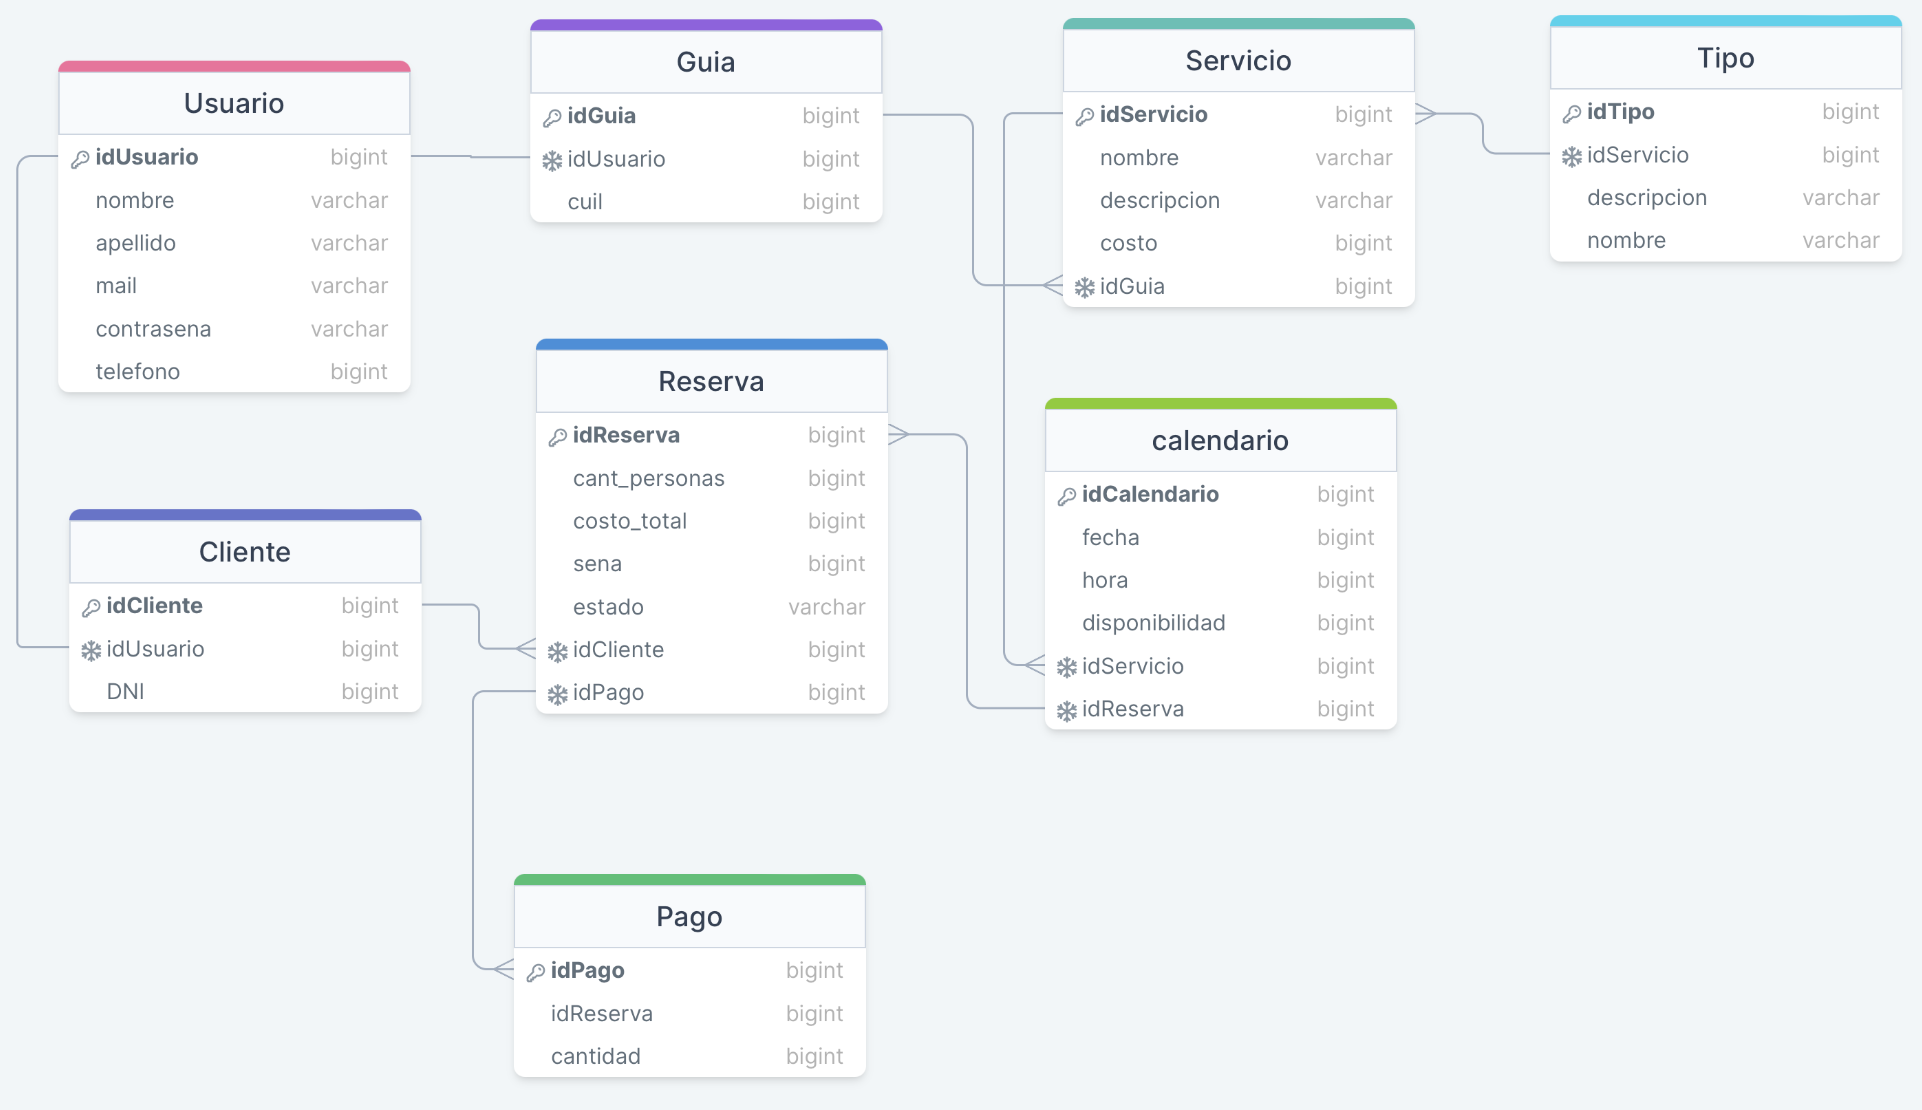 Usuario
idUsuario bigint
nombre varchar
apellido varchar
mail varchar
contrasena varchar
telefono bigint
Guia
idGuia bigint
idUsuario bigint
cuil bigint
Servicio
idServicio bigint
nombre varchar
descripcion varchar
costo bigint
idGuia bigint
Tipo
idTipo bigint
idServicio bigint
descripcion varchar
nombre varchar
Cliente
idCliente bigint
idUsuario bigint
DNI bigint
Reserva
idReserva bigint
cant_personas bigint
costo_total bigint
sena bigint
estado varchar
idCliente bigint
idPago bigint
calendario
idCalendario bigint
fecha bigint
hora bigint
disponibilidad bigint
idServicio bigint
idReserva bigint
Pago
idPago bigint
idReserva bigint
cantidad bigint